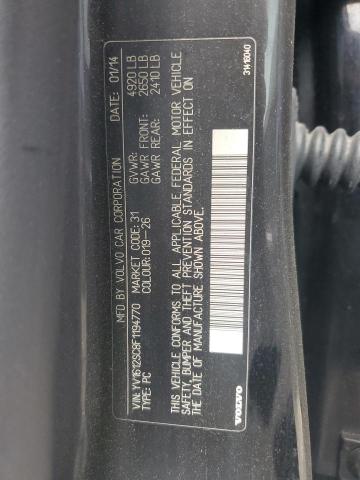 MFD BY VOLVO CAR CORPORATION DATE: 01/14
GVWR: 4920 LB
GAWR FRONT: 2650 LB
GAWR REAR: 2410 LB
VIN: YV1612SC8F1194770 MARKET CODE: 31
TYPE: PC COLOUR: 019-26
THIS VEHICLE CONFORMS TO ALL APPLICABLE FEDERAL MOTOR VEHICLE
SAFETY, BUMPER AND THEFT PREVENTION STANDARDS IN EFFECT ON
THE DATE OF MANUFACTURE SHOWN ABOVE.
VOLVO
31416040